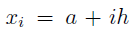 x_i = a + ih